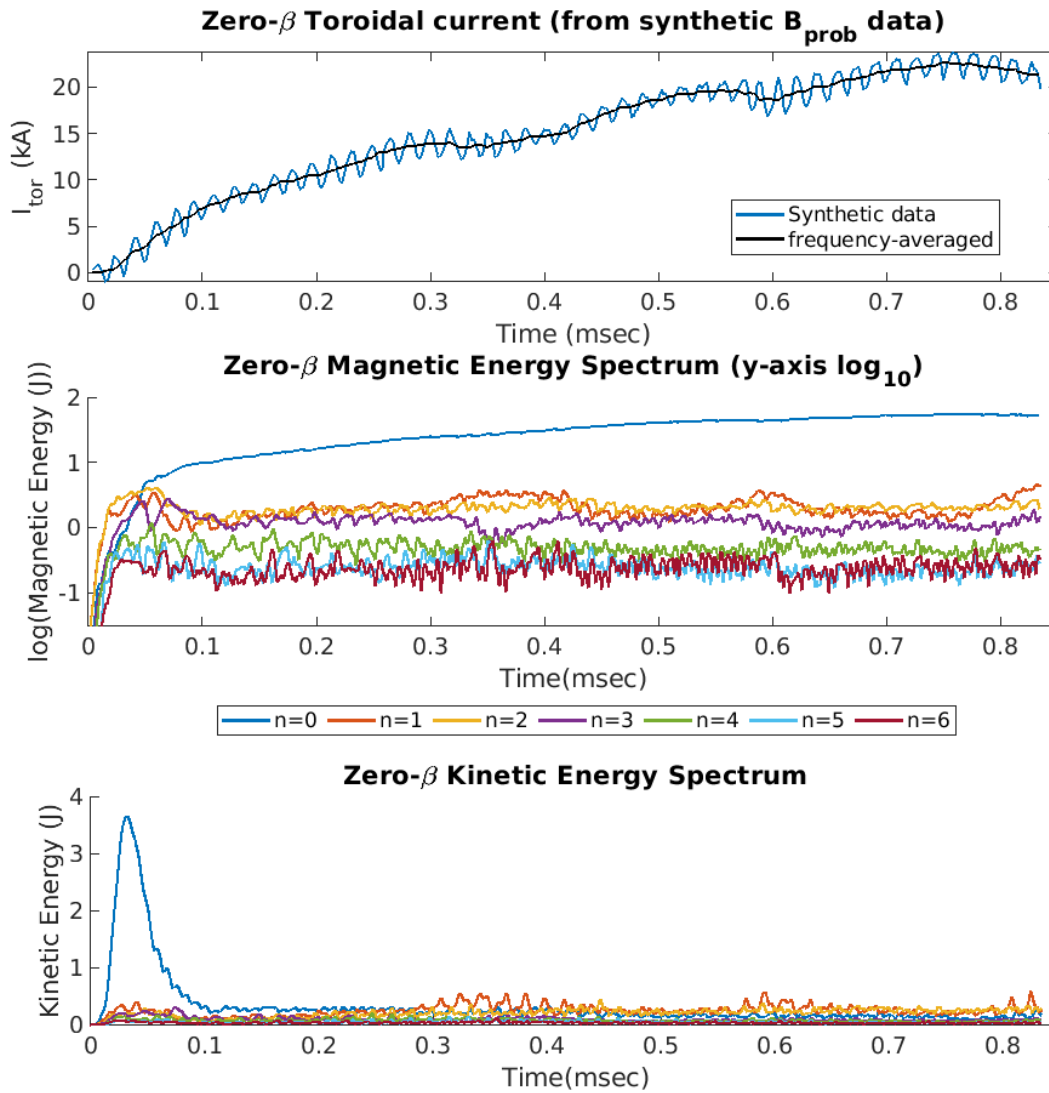 Zero-β Toroidal current (from synthetic B_prob data)
I_tor (kA)
20
15
10
5
0
Synthetic data
frequency-averaged
0 0.1 0.2 0.3 0.4 0.5 0.6 0.7 0.8
Time (msec)
Zero-β Magnetic Energy Spectrum (y-axis log_10)
log(Magnetic Energy (J))
2
1
0
-1
0 0.1 0.2 0.3 0.4 0.5 0.6 0.7 0.8
Time(msec)
n=0 n=1 n=2 n=3 n=4 n=5 n=6
Zero-β Kinetic Energy Spectrum
Kinetic Energy (J)
4
3
2
1
0
0 0.1 0.2 0.3 0.4 0.5 0.6 0.7 0.8
Time(msec)